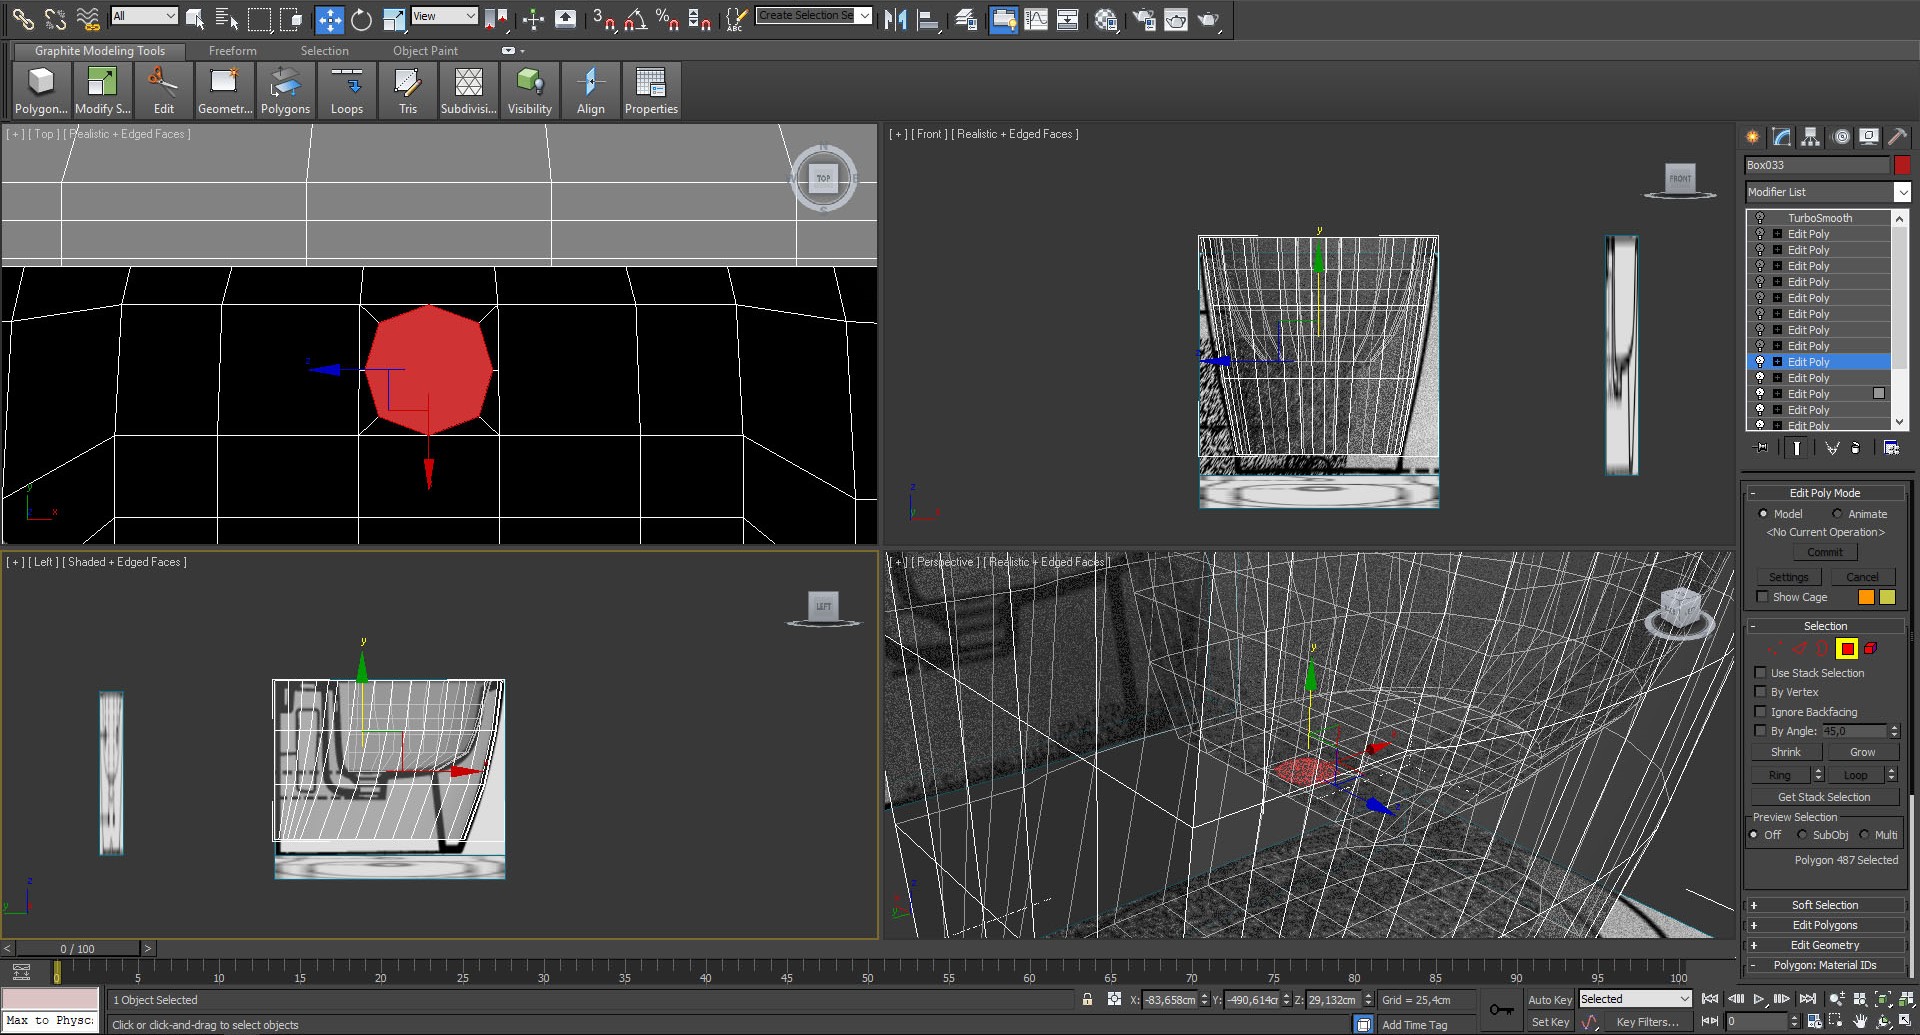 All
View
3
ABC
Create Selection Se
Graphite Modeling Tools
Freeform
Selection
Object Paint
Polygon...
Modify S...
Edit
Geometr...
Polygons
Loops
Tris
Subdivisi...
Visibility
Align
Properties
[ + ] [ Top ] [ Realistic + Edged Faces ]
TOP
[ + ] [ Front ] [ Realistic + Edged Faces ]
FRONT
[ + ] [ Left ] [ Shaded + Edged Faces ]
LEFT
[ + ] [ Perspective ] [ Realistic + Edged Faces ]
Box033
Modifier List
TurboSmooth
Edit Poly
Edit Poly
Edit Poly
Edit Poly
Edit Poly
Edit Poly
Edit Poly
Edit Poly
Edit Poly
Edit Poly
Edit Poly
Edit Poly
Edit Poly
- Edit Poly Mode
Model Animate
<No Current Operation>
Commit
Settings Cancel
Show Cage
- Selection
Use Stack Selection
By Vertex
Ignore Backfacing
By Angle: 45,0
Shrink Grow
Ring Loop
Get Stack Selection
Preview Selection
Off SubObj Multi
Polygon 487 Selected
+ Soft Selection
+ Edit Polygons
+ Edit Geometry
- Polygon: Material IDs
< 0 / 100 >
0 5 10 15 20 25 30 35 40 45 50 55 60 65 70 75 80 85 90 95 100
1 Object Selected
X: -83,658cm Y: -490,614cr Z: 29,132cm Grid = 25,4cm
Auto Key Selected
Max to Physc:
Click or click-and-drag to select objects
Add Time Tag
Set Key Key Filters... 0